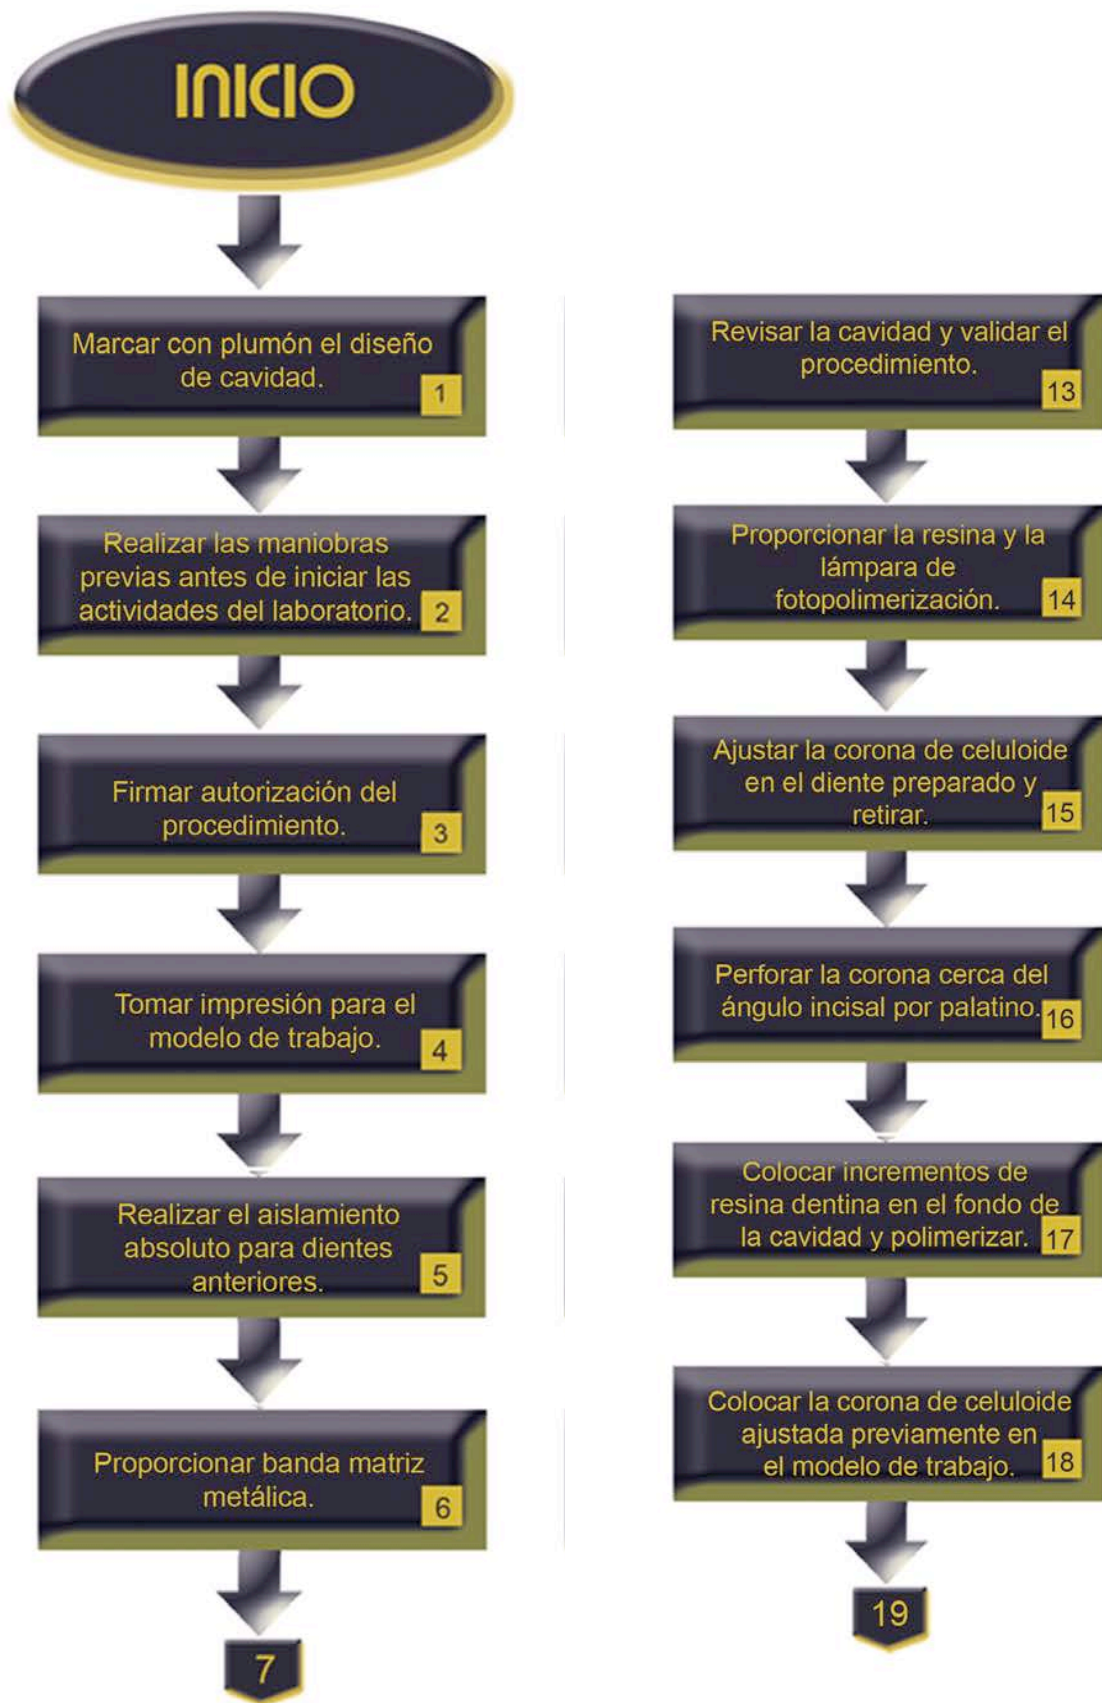 INICIO
Marcar con plumón el diseño
de cavidad.
1
Realizar las maniobras
previas antes de iniciar las
actividades del laboratorio.
2
Firmar autorización del
procedimiento.
3
Tomar impresión para el
modelo de trabajo.
4
Realizar el aislamiento
absoluto para dientes
anteriores.
5
Proporcionar banda matriz
metálica.
6
7
Revisar la cavidad y validar el
procedimiento.
13
Proporcionar la resina y la
lámpara de
fotopolimerización.
14
Ajustar la corona de celuloide
en el diente preparado y
retirar.
15
Perforar la corona cerca del
ángulo incisal por palatino.
16
Colocar incrementos de
resina dentina en el fondo de
la cavidad y polimerizar.
17
Colocar la corona de celuloide
ajustada previamente en
el modelo de trabajo.
18
19